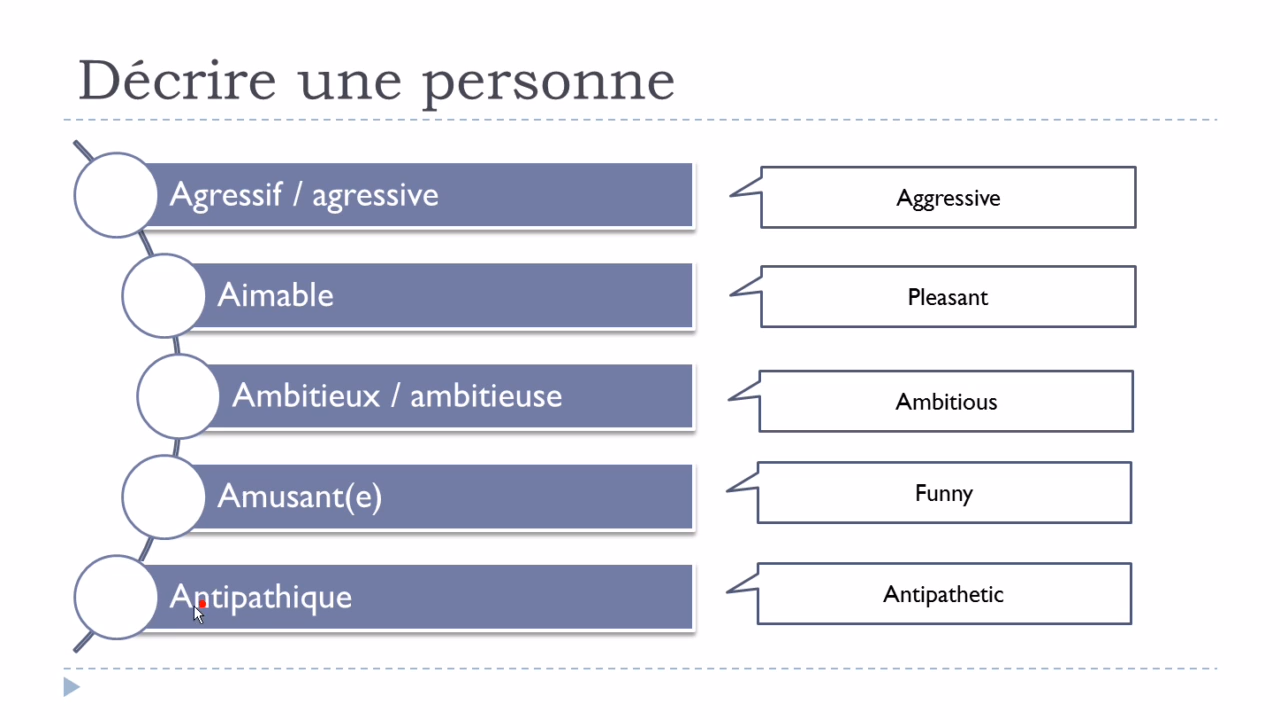 Décrire une personne
Agressif / agressive
Aggressive
Aimable
Pleasant
Ambitieux / ambitieuse
Ambitious
Amusant(e)
Funny
Antipathique
Antipathetic